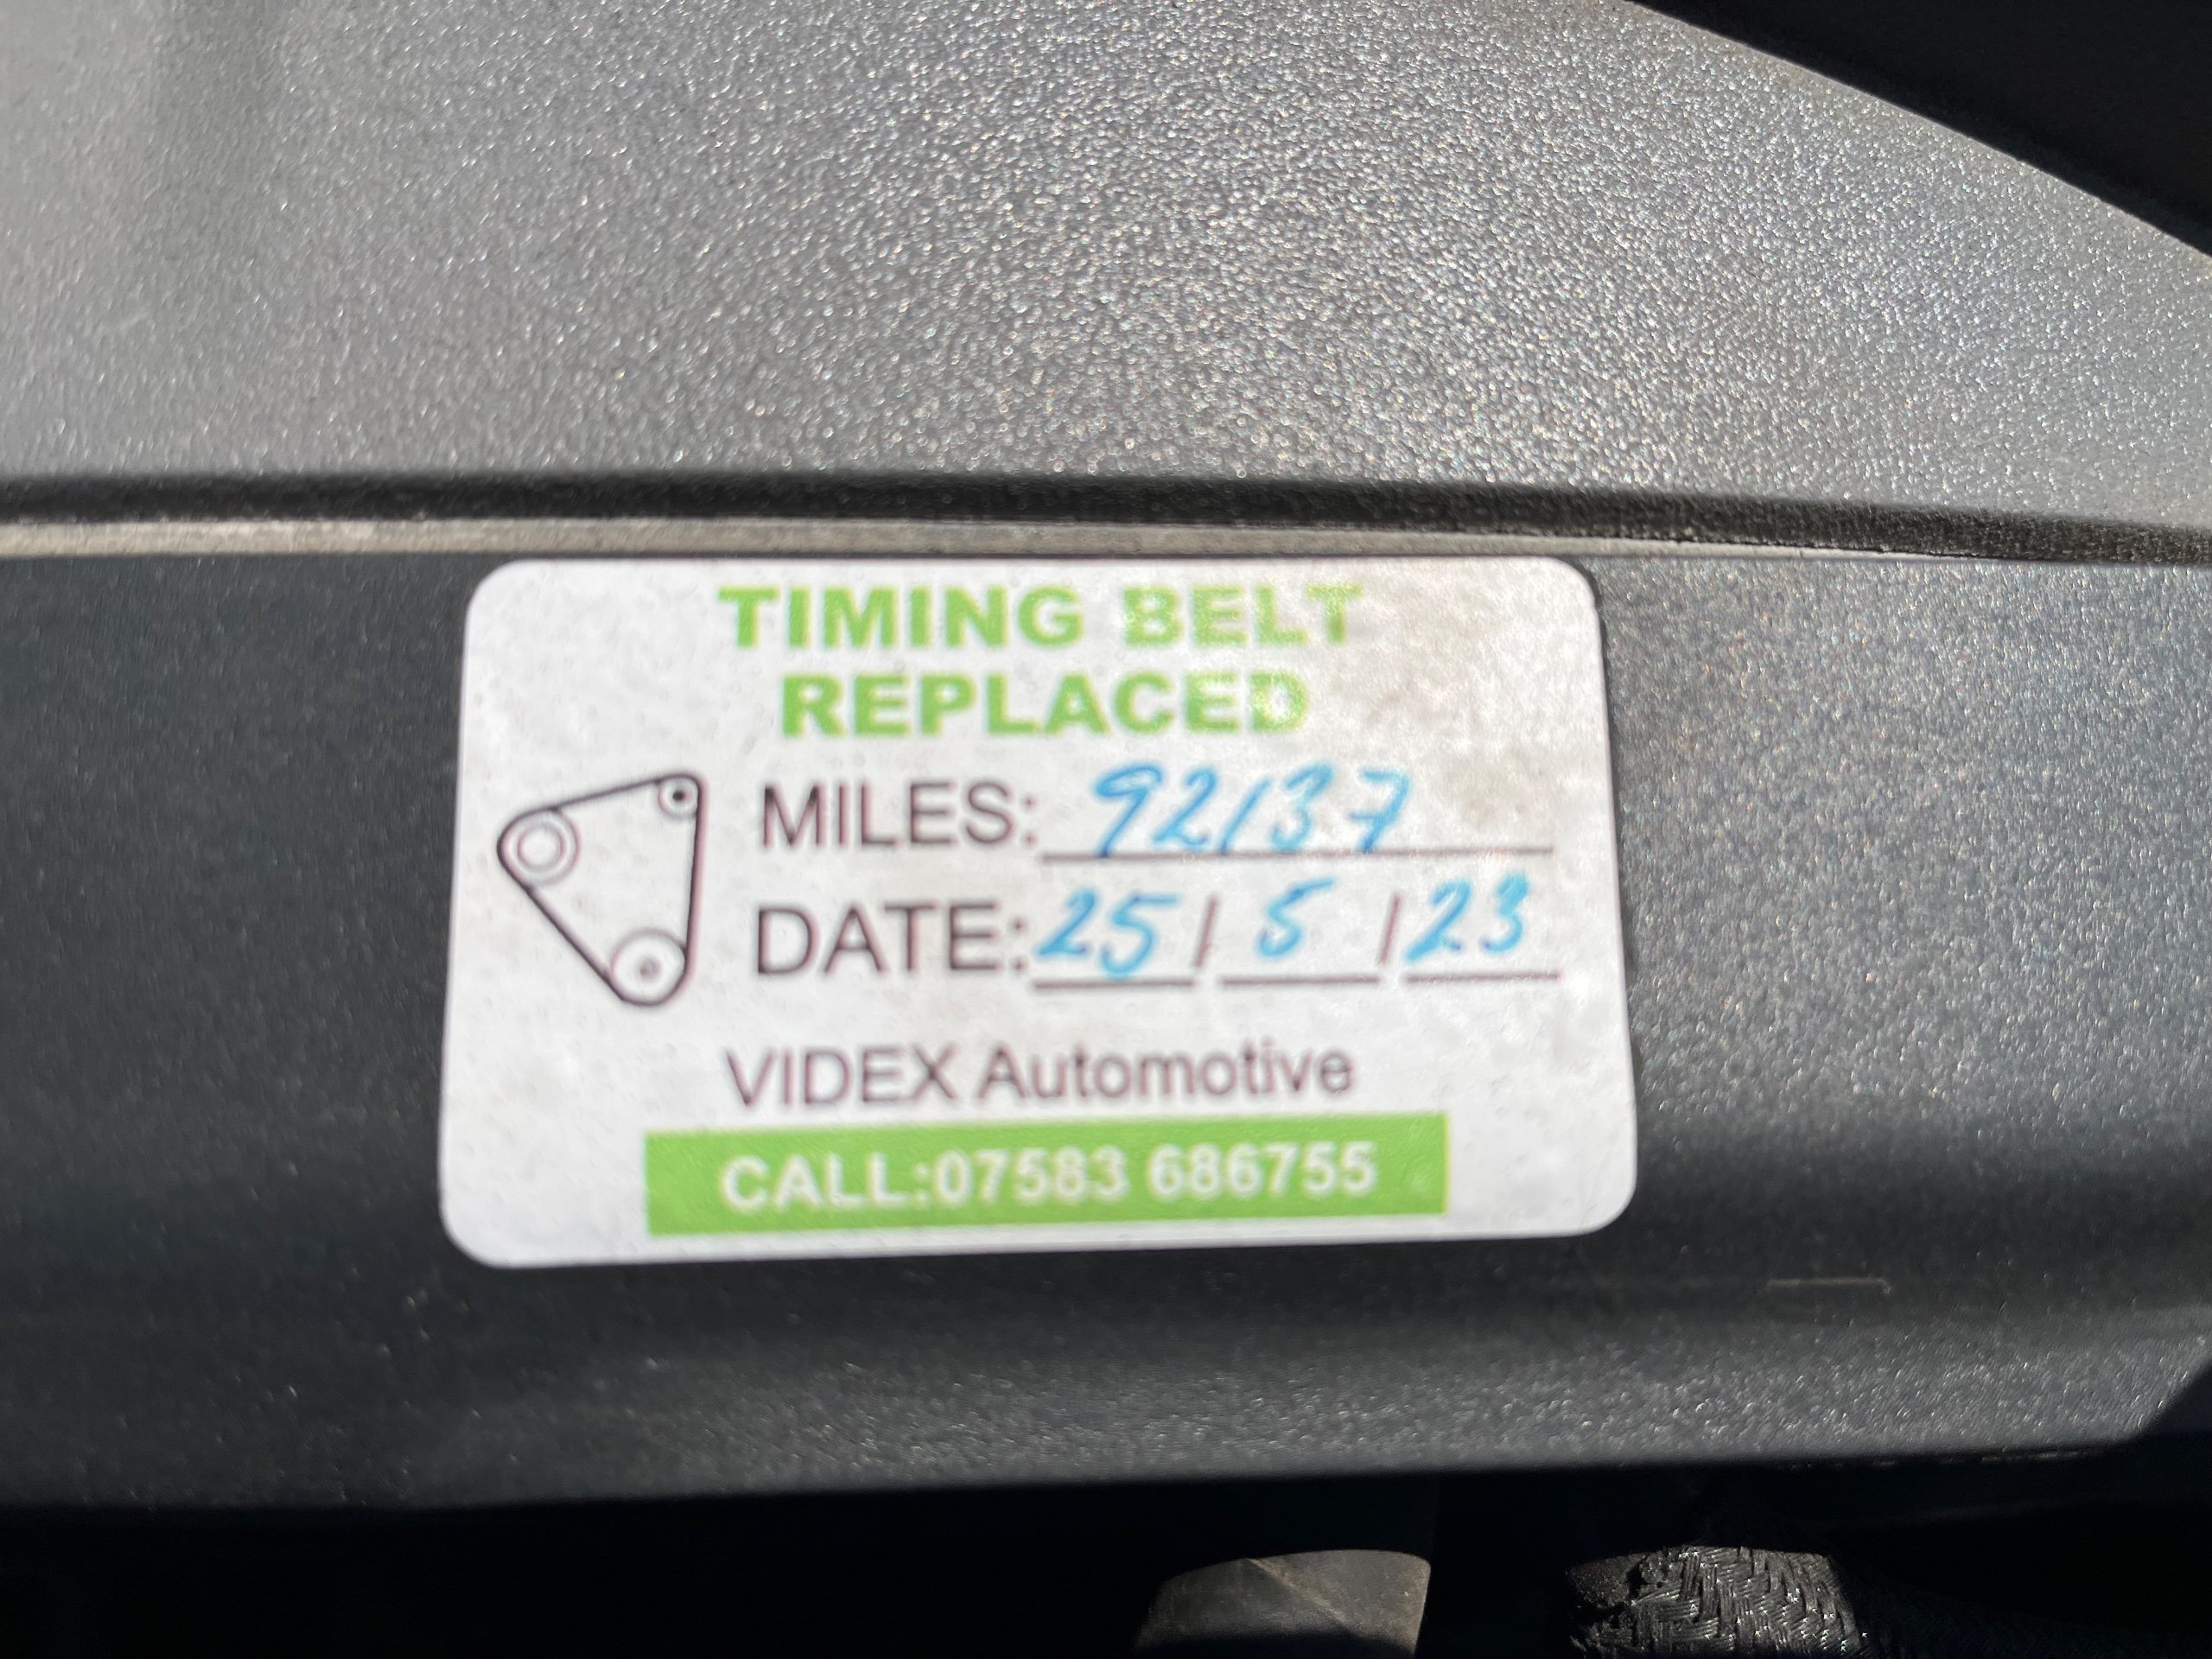 TIMING BELT
REPLACED
MILES: 92137
DATE: 25 / 5 / 23
VIDEX Automotive
CALL:07583 686755